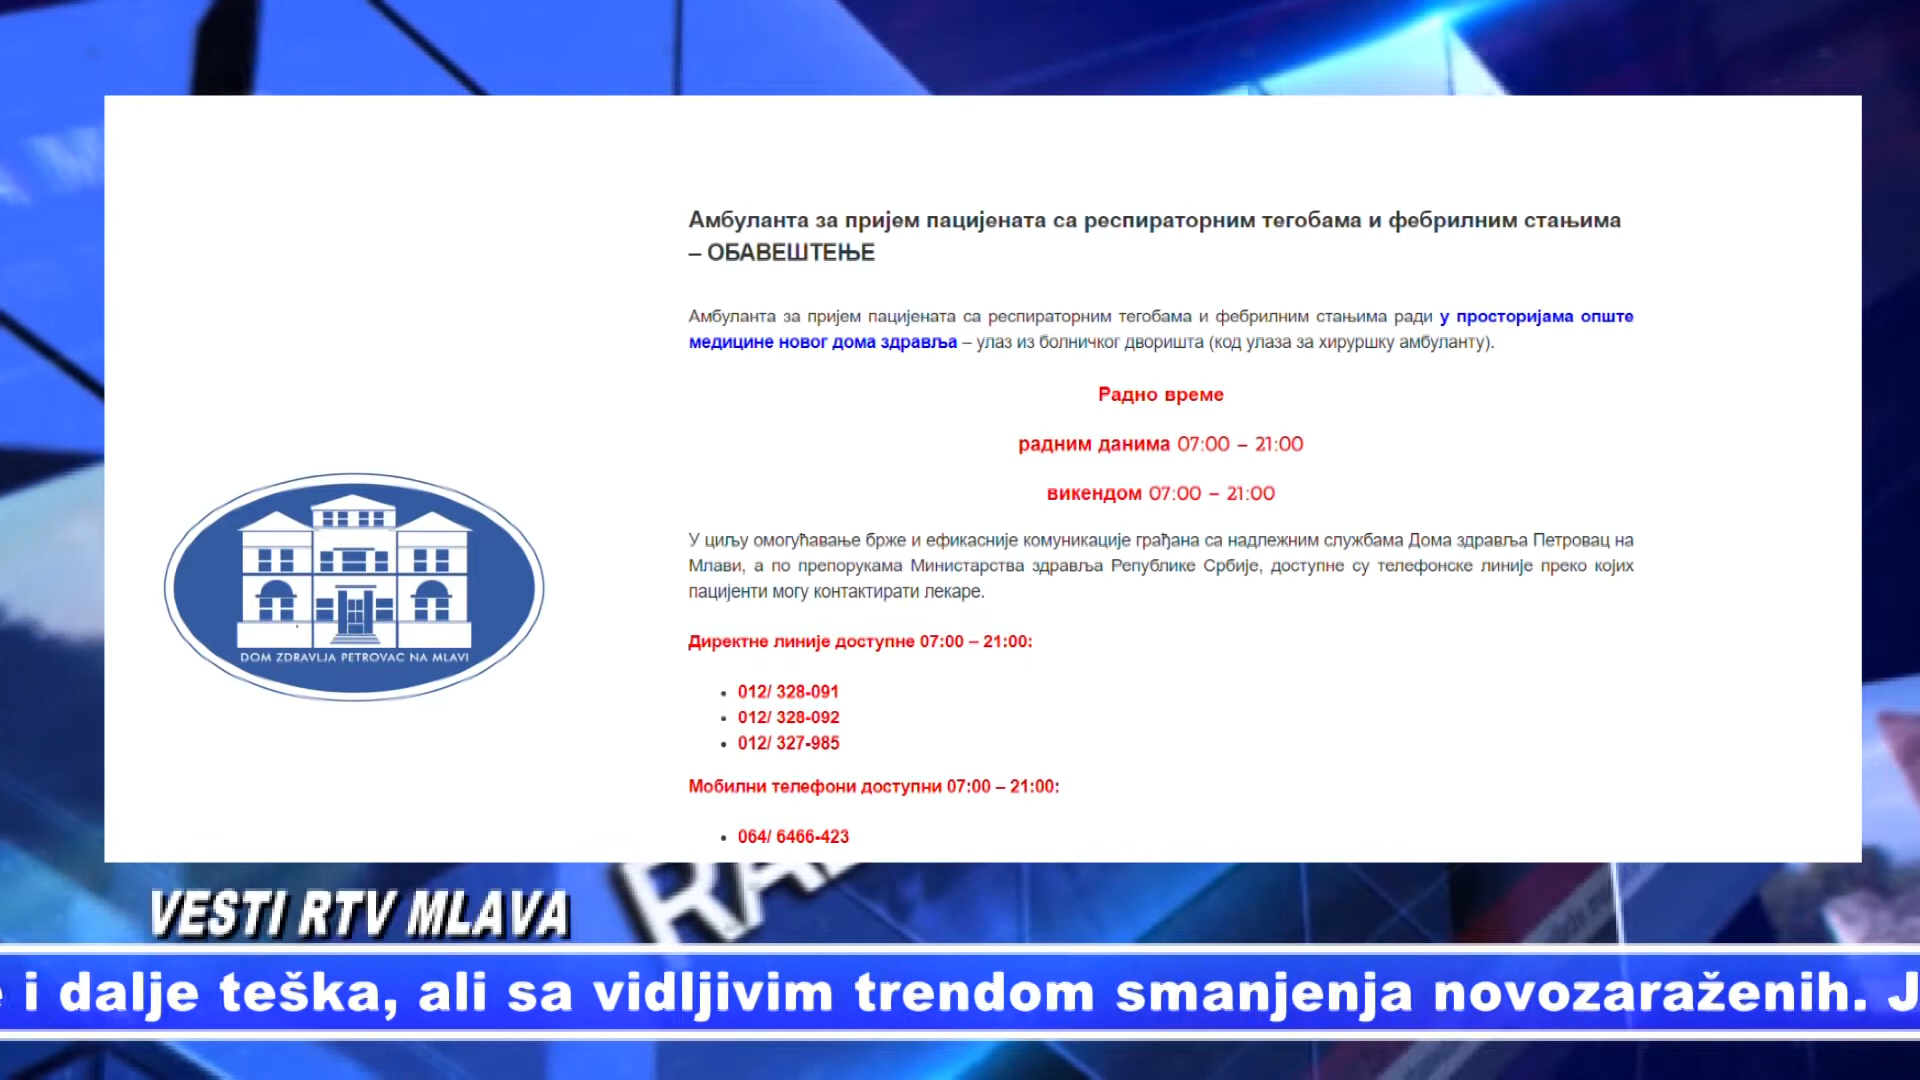 Амбуланта за пријем пацијената са респираторним тегобама и фебрилним стањима
– ОБАВЕШТЕЊЕ
Амбуланта за пријем пацијената са респираторним тегобама и фебрилним стањима ради у просторијама опште
медицине новог дома здравља – улаз из болничког дворишта (код улаза за хируршку амбуланту).
Радно време
радним данима 07:00 – 21:00
викендом 07:00 – 21:00
У циљу омогућавање брже и ефикасније комуникације грађана са надлежним службама Дома здравља Петровац на
Млави, а по препорукама Министарства здравља Републике Србије, доступне су телефонске линије преко којих
пацијенти могу контактирати лекаре.
Директне линије доступне 07:00 – 21:00:
• 012/ 328-091
• 012/ 328-092
• 012/ 327-985
Мобилни телефони доступни 07:00 – 21:00:
• 064/ 6466-423
DOM ZDRAVLJA PETROVAC NA MLAVI
VESTI RTV MLAVA
i dalje teška, ali sa vidljivim trendom smanjenja novozaraženih. J